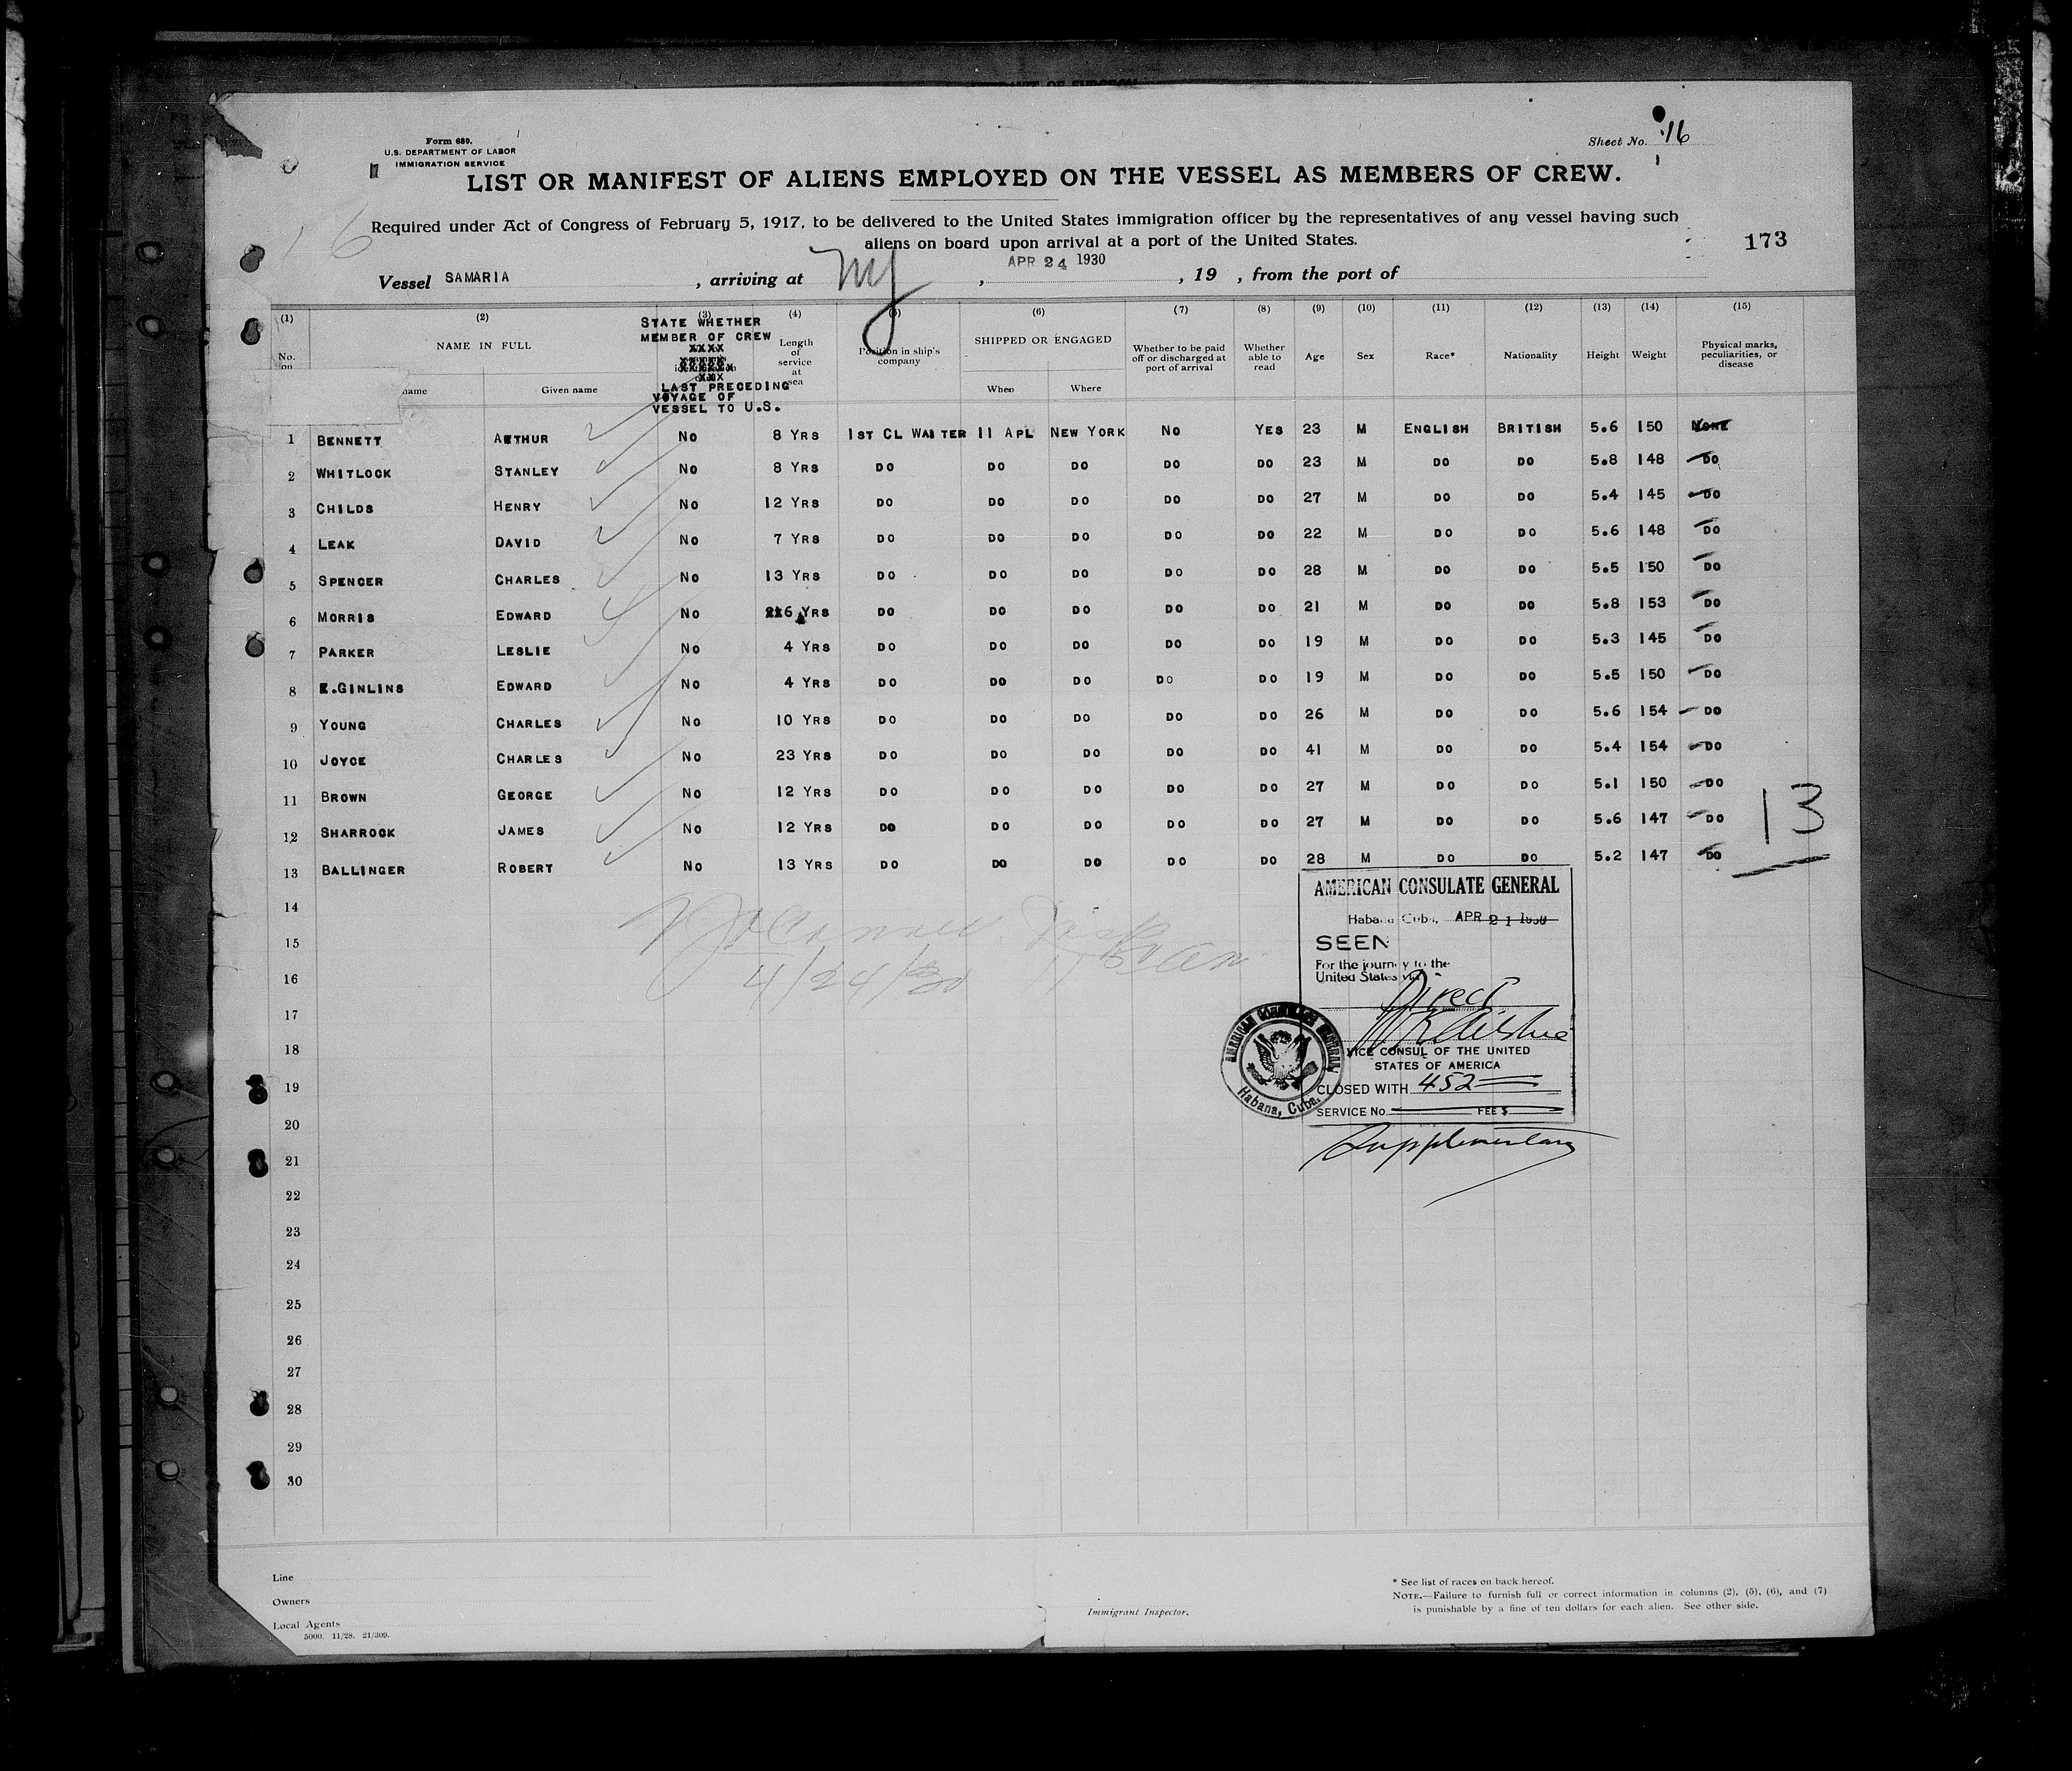 Form 680.
U.S. DEPARTMENT OF LABOR
IMMIGRATION SERVICE
Sheet No. 16
LIST OR MANIFEST OF ALIENS EMPLOYED ON THE VESSEL AS MEMBERS OF CREW.
16
Required under Act of Congress of February 5, 1917, to be delivered to the United States immigration officer by the representatives of any vessel having such
aliens on board upon arrival at a port of the United States.
173
Vessel SAMARIA , arriving at NY , APR 24 1930 , 19 , from the port of
(1) (2) (3) (4) (5) (6) (7) (8) (9) (10) (11) (12) (13) (14) (15)
No. on
NAME IN FULL
name Given name
STATE WHETHER
MEMBER OF CREW
XXXX
LAST PRECEDING
VOYAGE OF
VESSEL TO U.S.
Length of service at sea
Position in ship's company
SHIPPED OR ENGAGED
When Where
Whether to be paid off or discharged at port of arrival
Whether able to read
Age Sex Race* Nationality Height Weight
Physical marks, peculiarities, or disease
1 BENNETT ARTHUR No 8 YRS 1ST CL WAITER 11 APL NEW YORK NO YES 23 M ENGLISH BRITISH 5.6 150 NONE
2 WHITLOCK STANLEY No 8 YRS DO DO DO DO DO 23 M DO DO 5.8 148 DO
3 CHILDS HENRY No 12 YRS DO DO DO DO DO 27 M DO DO 5.4 145 DO
4 LEAK DAVID No 7 YRS DO DO DO DO DO 22 M DO DO 5.6 148 DO
5 SPENCER CHARLES No 13 YRS DO DO DO DO DO 28 M DO DO 5.5 150 DO
6 MORRIS EDWARD No 6 YRS DO DO DO DO DO 21 M DO DO 5.8 153 DO
7 PARKER LESLIE No 4 YRS DO DO DO DO DO 19 M DO DO 5.3 145 DO
8 E.GINLINS EDWARD No 4 YRS DO DO DO DO DO 19 M DO DO 5.5 150 DO
9 YOUNG CHARLES No 10 YRS DO DO DO DO DO 26 M DO DO 5.6 154 DO
10 JOYCE CHARLES No 23 YRS DO DO DO DO DO 41 M DO DO 5.4 154 DO
11 BROWN GEORGE No 12 YRS DO DO DO DO DO 27 M DO DO 5.1 150 DO
12 SHARROCK JAMES No 12 YRS DO DO DO DO DO 27 M DO DO 5.6 147 DO
13 BALLINGER ROBERT No 13 YRS DO DO DO DO DO 28 M DO DO 5.2 147 DO
13
14
15
16
17
18
19
20
21
22
23
24
25
26
27
28
29
30
4/24/30
AMERICAN CONSULATE GENERAL
Habana, Cuba, APR 21 1930
SEEN
For the journey to the
United States via
Direct
VICE CONSUL OF THE UNITED
STATES OF AMERICA
CLOSED WITH 452
SERVICE No. FEE $
Supplementary
AMERICAN CONSULATE GENERAL
Habana, Cuba.
Line
Owners
Local Agents
5000. 11/28. 21/309.
Immigrant Inspector.
* See list of races on back hereof.
NOTE.—Failure to furnish full or correct information in columns (2), (5), (6), and (7)
is punishable by a fine of ten dollars for each alien. See other side.